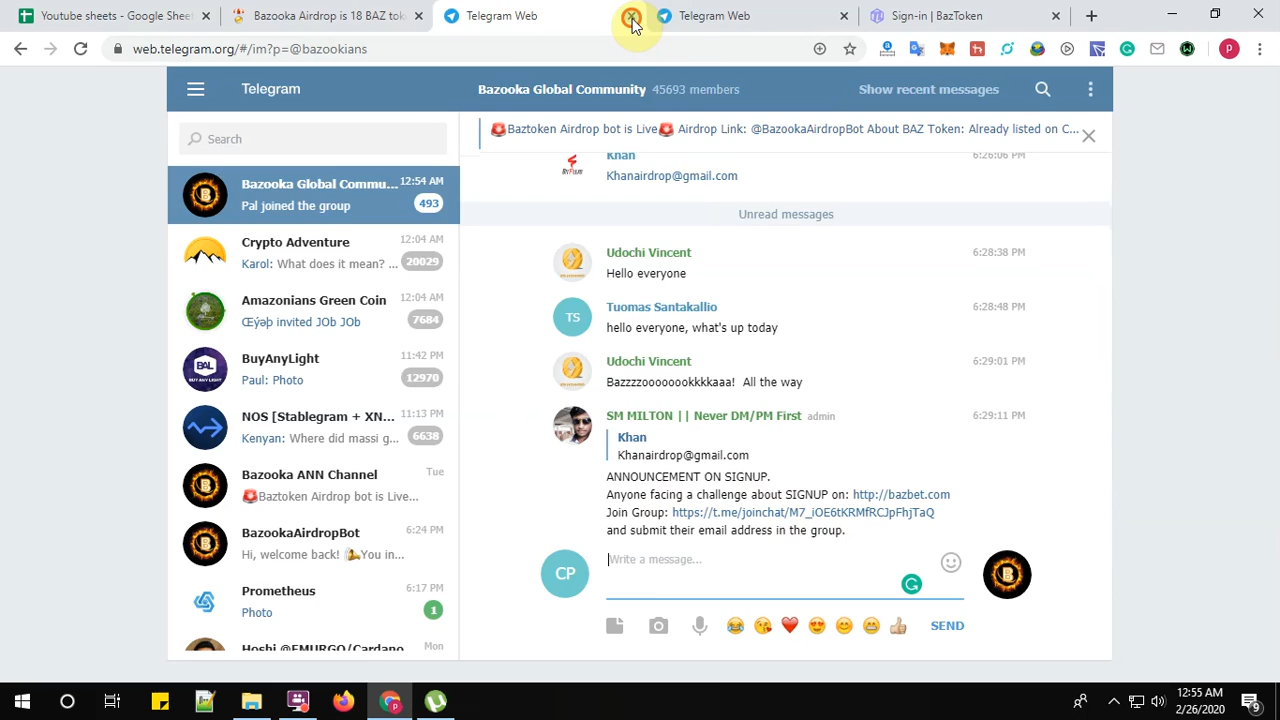 Youtube sheets - Google Shee
Bazooka Airdrop is 18 BAZ tok
Telegram Web
Telegram Web
Sign-in | BazToken
web.telegram.org/#/im?p=@bazookians
P
Telegram
Bazooka Global Community 45693 members
Show recent messages
Search
🚨Baztoken Airdrop bot is Live🚨 Airdrop Link: @BazookaAirdropBot About BAZ Token: Already listed on C...
Bazooka Global Commu... 12:54 AM
Pal joined the group 493
Crypto Adventure 12:04 AM
Karol: What does it mean? ... 20029
Amazonians Green Coin 12:04 AM
Œýəþ invited JOb JOb 7684
BuyAnyLight 11:42 PM
BAL
BUY ANY LIGHT
Paul: Photo 12970
NOS [Stablegram + XN... 11:13 PM
Kenyan: Where did massi g... 6638
Bazooka ANN Channel Tue
🚨Baztoken Airdrop bot is Live...
BazookaAirdropBot 6:24 PM
Hi, welcome back! You in...
Prometheus 6:17 PM
Photo 1
Hoshi @EMURGO/Cardano Mon
Khan 6:26:06 PM
Khanairdrop@gmail.com
Unread messages
Udochi Vincent 6:28:38 PM
Hello everyone
TS
Tuomas Santakallio 6:28:48 PM
hello everyone, what's up today
Udochi Vincent 6:29:01 PM
Bazzzzooooookkkkaaa! All the way
SM MILTON || Never DM/PM First admin 6:29:11 PM
Khan
Khanairdrop@gmail.com
ANNOUNCEMENT ON SIGNUP.
Anyone facing a challenge about SIGNUP on: http://bazbet.com
Join Group: https://t.me/joinchat/M7_iOE6tKRMfRCJpFhjTaQ
and submit their email address in the group.
CP
Write a message...
SEND
12:55 AM
2/26/2020
9